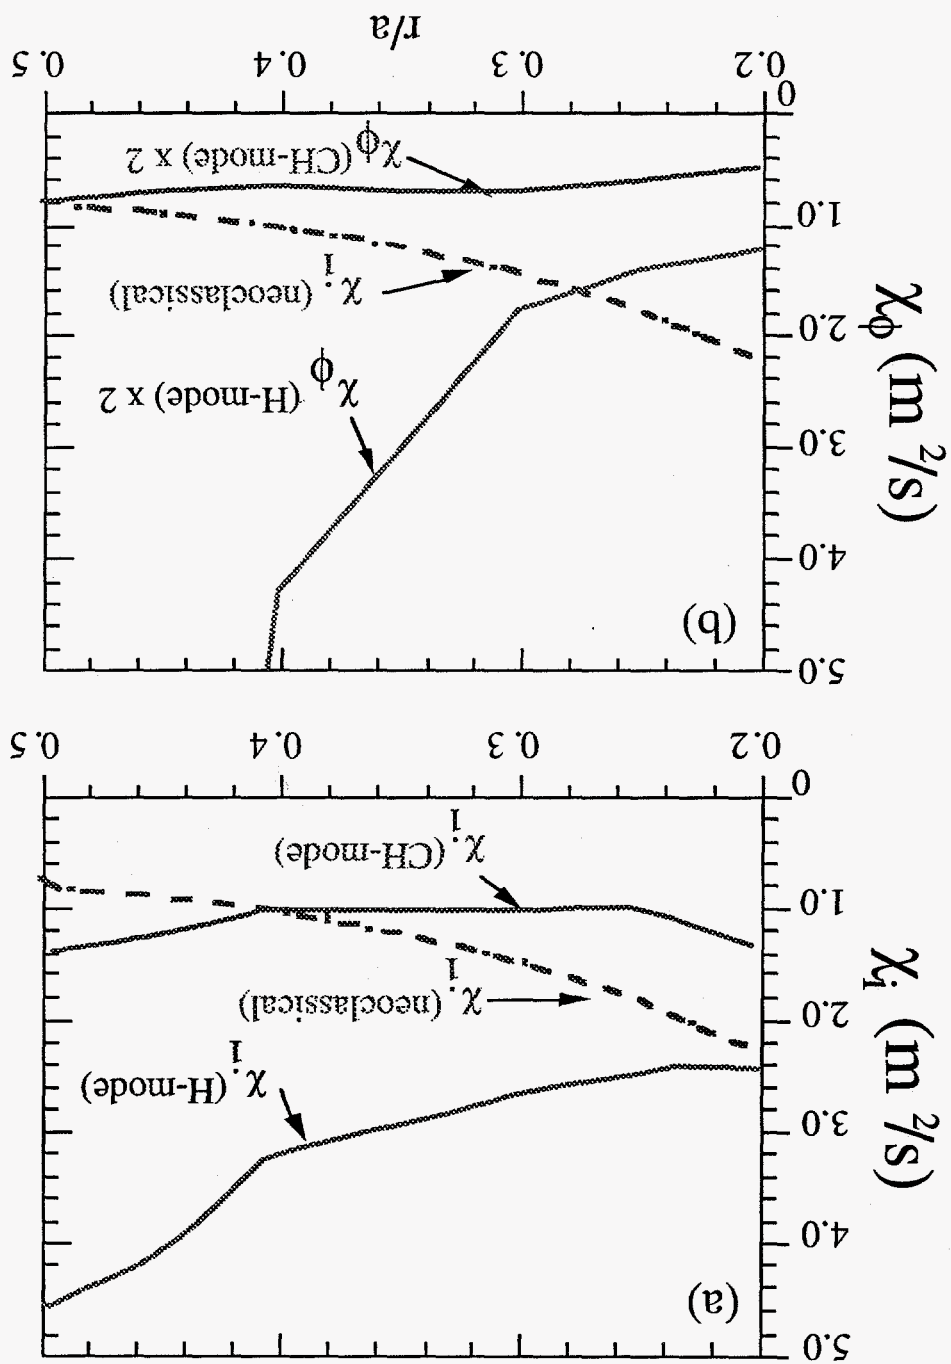 (a)
χi (m²/s)
5.0
4.0
3.0
2.0
1.0
0
χi (H-mode)
χi (neoclassical)
χi (CH-mode)
0.2 0.3 0.4 0.5
(b)
χϕ (m²/s)
5.0
4.0
3.0
2.0
1.0
0
χϕ (H-mode) x 2
χi (neoclassical)
χϕ (CH-mode) x 2
0.2 0.3 0.4 0.5
r/a